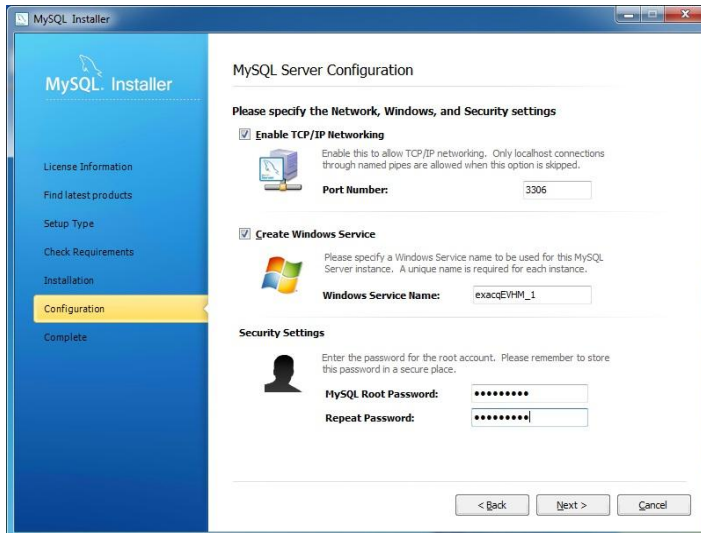 MySQL Installer
MySQL. Installer
License Information
Find latest products
Setup Type
Check Requirements
Installation
Configuration
Complete
MySQL Server Configuration
Please specify the Network, Windows, and Security settings
Enable TCP/IP Networking
Enable this to allow TCP/IP networking. Only localhost connections
through named pipes are allowed when this option is skipped.
Port Number: 3306
Create Windows Service
Please specify a Windows Service name to be used for this MySQL
Server instance. A unique name is required for each instance.
Windows Service Name: exacqEVHM_1
Security Settings
Enter the password for the root account. Please remember to store
this password in a secure place.
MySQL Root Password: •••••••••
Repeat Password: •••••••••
< Back Next > Cancel